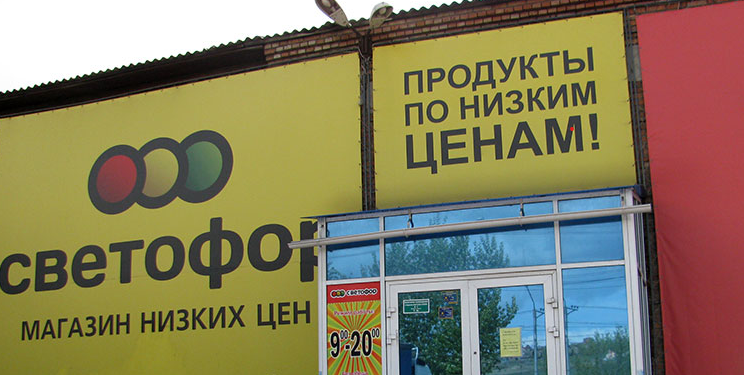 светофор
МАГАЗИН НИЗКИХ ЦЕН
ПРОДУКТЫ
ПО НИЗКИМ
ЦЕНАМ!
СВЕТОФОР
9-00-20-00